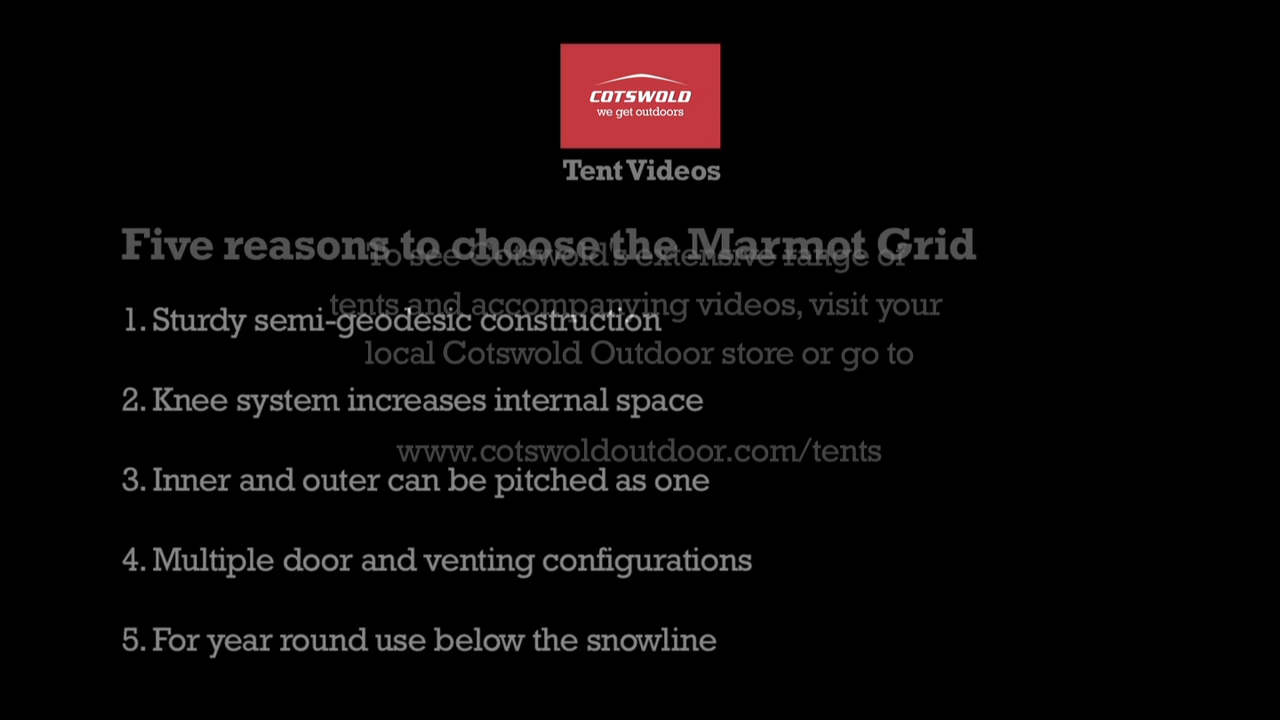 COTSWOLD
we get outdoors
Tent Videos
Five reasons to choose the Marmot Grid
To see Cotswold's extensive range of
tents and accompanying videos, visit your
1. Sturdy semi-geodesic construction
local Cotswold Outdoor store or go to
2. Knee system increases internal space
www.cotswoldoutdoor.com/tents
3. Inner and outer can be pitched as one
4. Multiple door and venting configurations
5. For year round use below the snowline